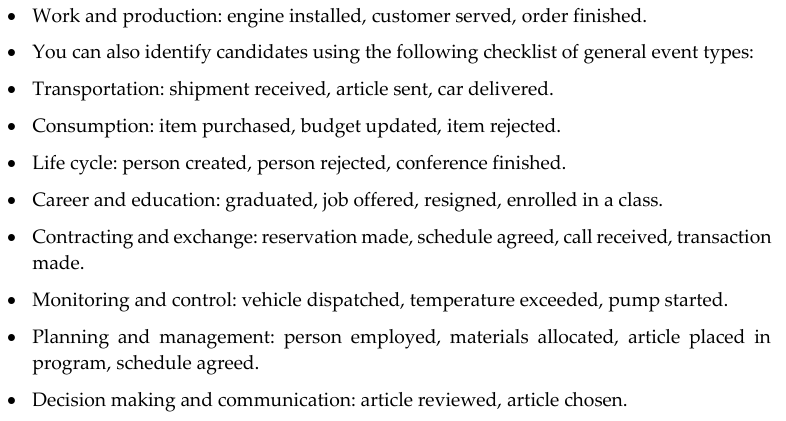 • Work and production: engine installed, customer served, order finished.
• You can also identify candidates using the following checklist of general event types:
• Transportation: shipment received, article sent, car delivered.
• Consumption: item purchased, budget updated, item rejected.
• Life cycle: person created, person rejected, conference finished.
• Career and education: graduated, job offered, resigned, enrolled in a class.
• Contracting and exchange: reservation made, schedule agreed, call received, transaction
made.
• Monitoring and control: vehicle dispatched, temperature exceeded, pump started.
• Planning and management: person employed, materials allocated, article placed in
program, schedule agreed.
• Decision making and communication: article reviewed, article chosen.